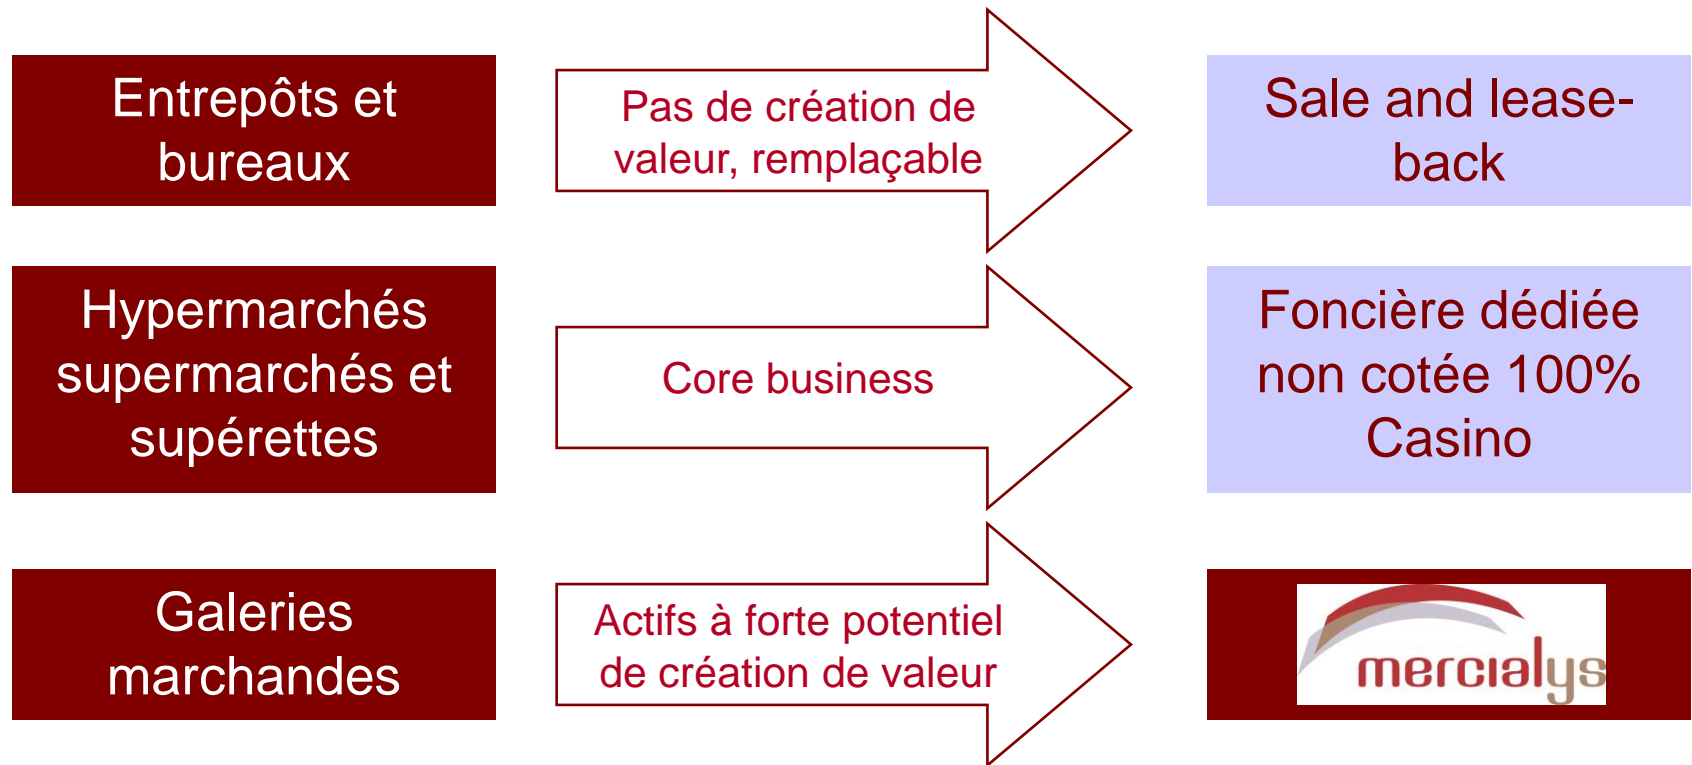 Entrepôts et
bureaux
Pas de création de
valeur, remplaçable
Sale and lease-
back
Hypermarchés
supermarchés et
supérettes
Core business
Foncière dédiée
non cotée 100%
Casino
Galeries
marchandes
Actifs à forte potentiel
de création de valeur
mercialys